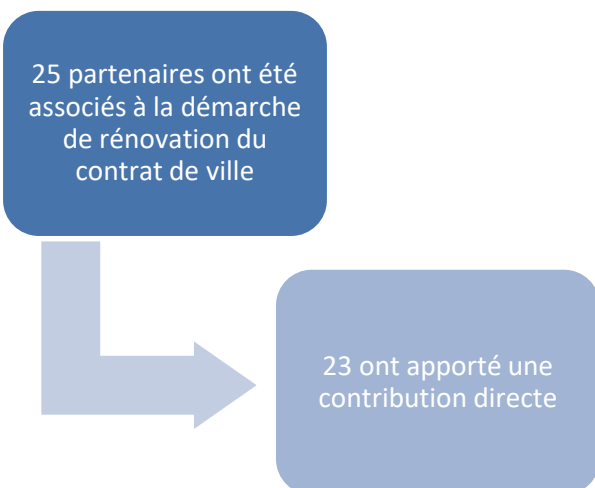 25 partenaires ont été
associés à la démarche
de rénovation du
contrat de ville
23 ont apporté une
contribution directe